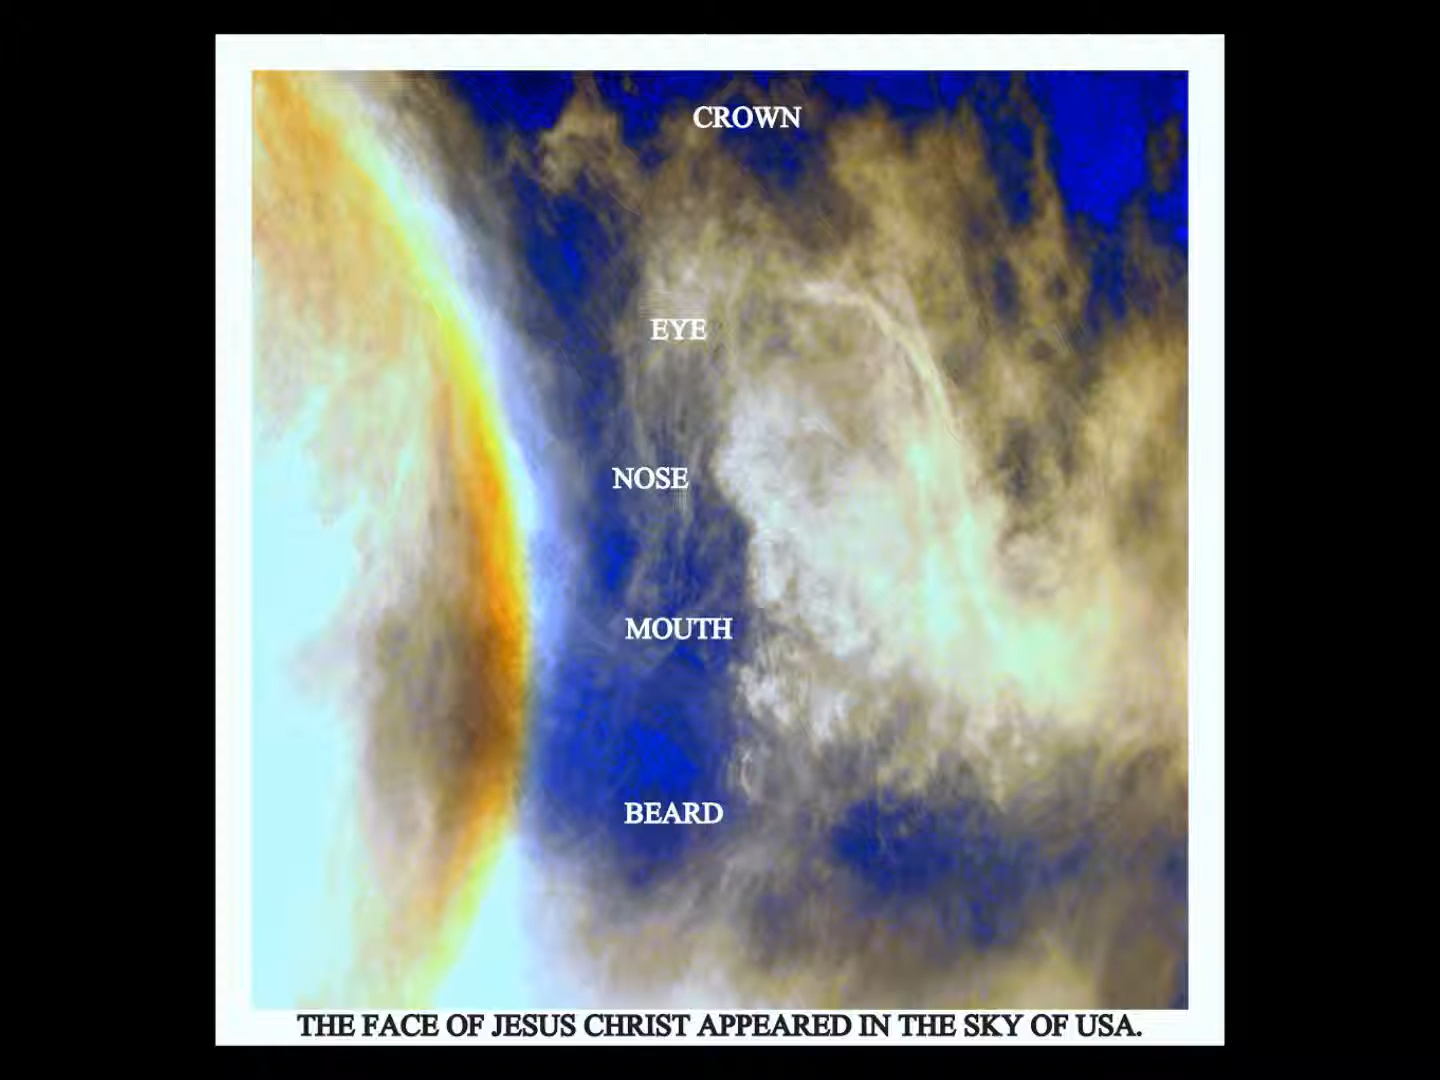 CROWN
EYE
NOSE
MOUTH
BEARD
THE FACE OF JESUS CHRIST APPEARED IN THE SKY OF USA.